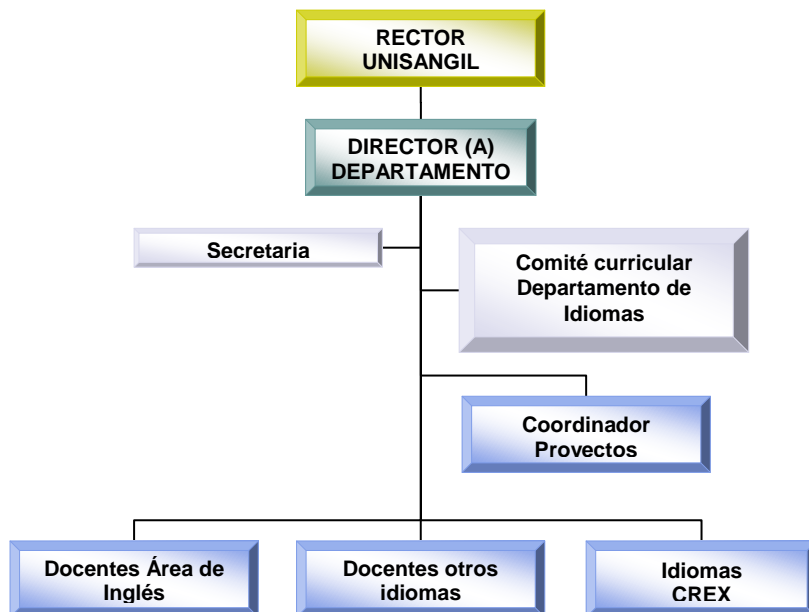 RECTOR
UNISANGIL
DIRECTOR (A)
DEPARTAMENTO
Secretaria
Comité curricular
Departamento de
Idiomas
Coordinador
Proyectos
Docentes Área de
Inglés
Docentes otros
idiomas
Idiomas
CREX